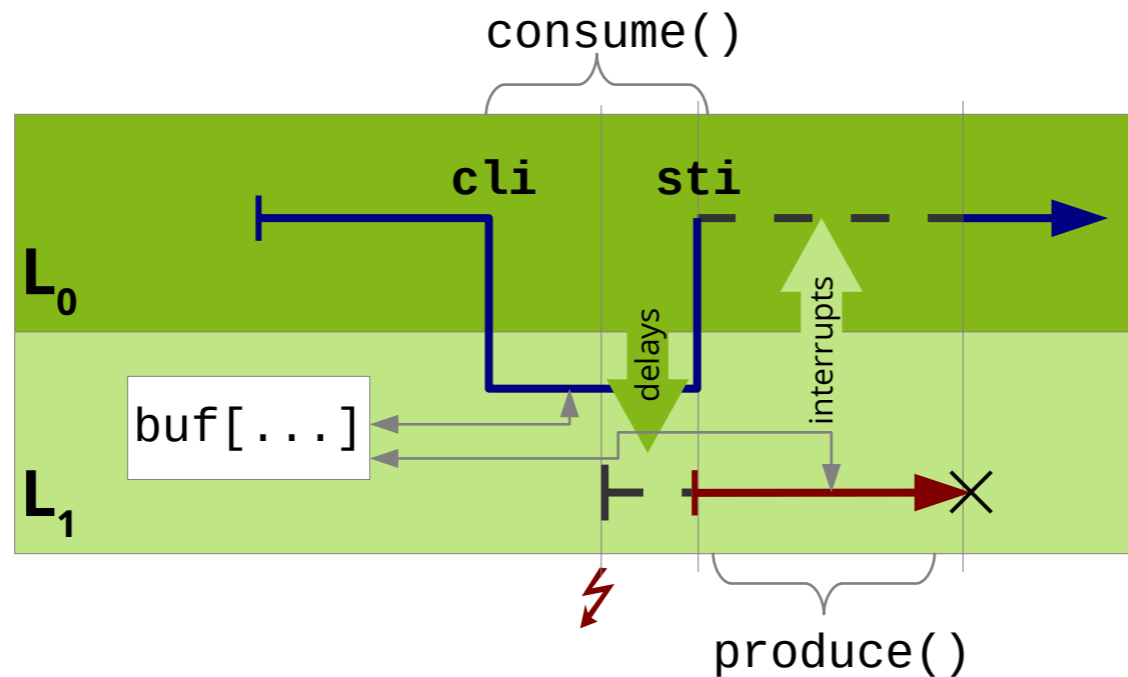 consume()
cli
sti
L0
delays
interrupts
buf[...]
L1
produce()